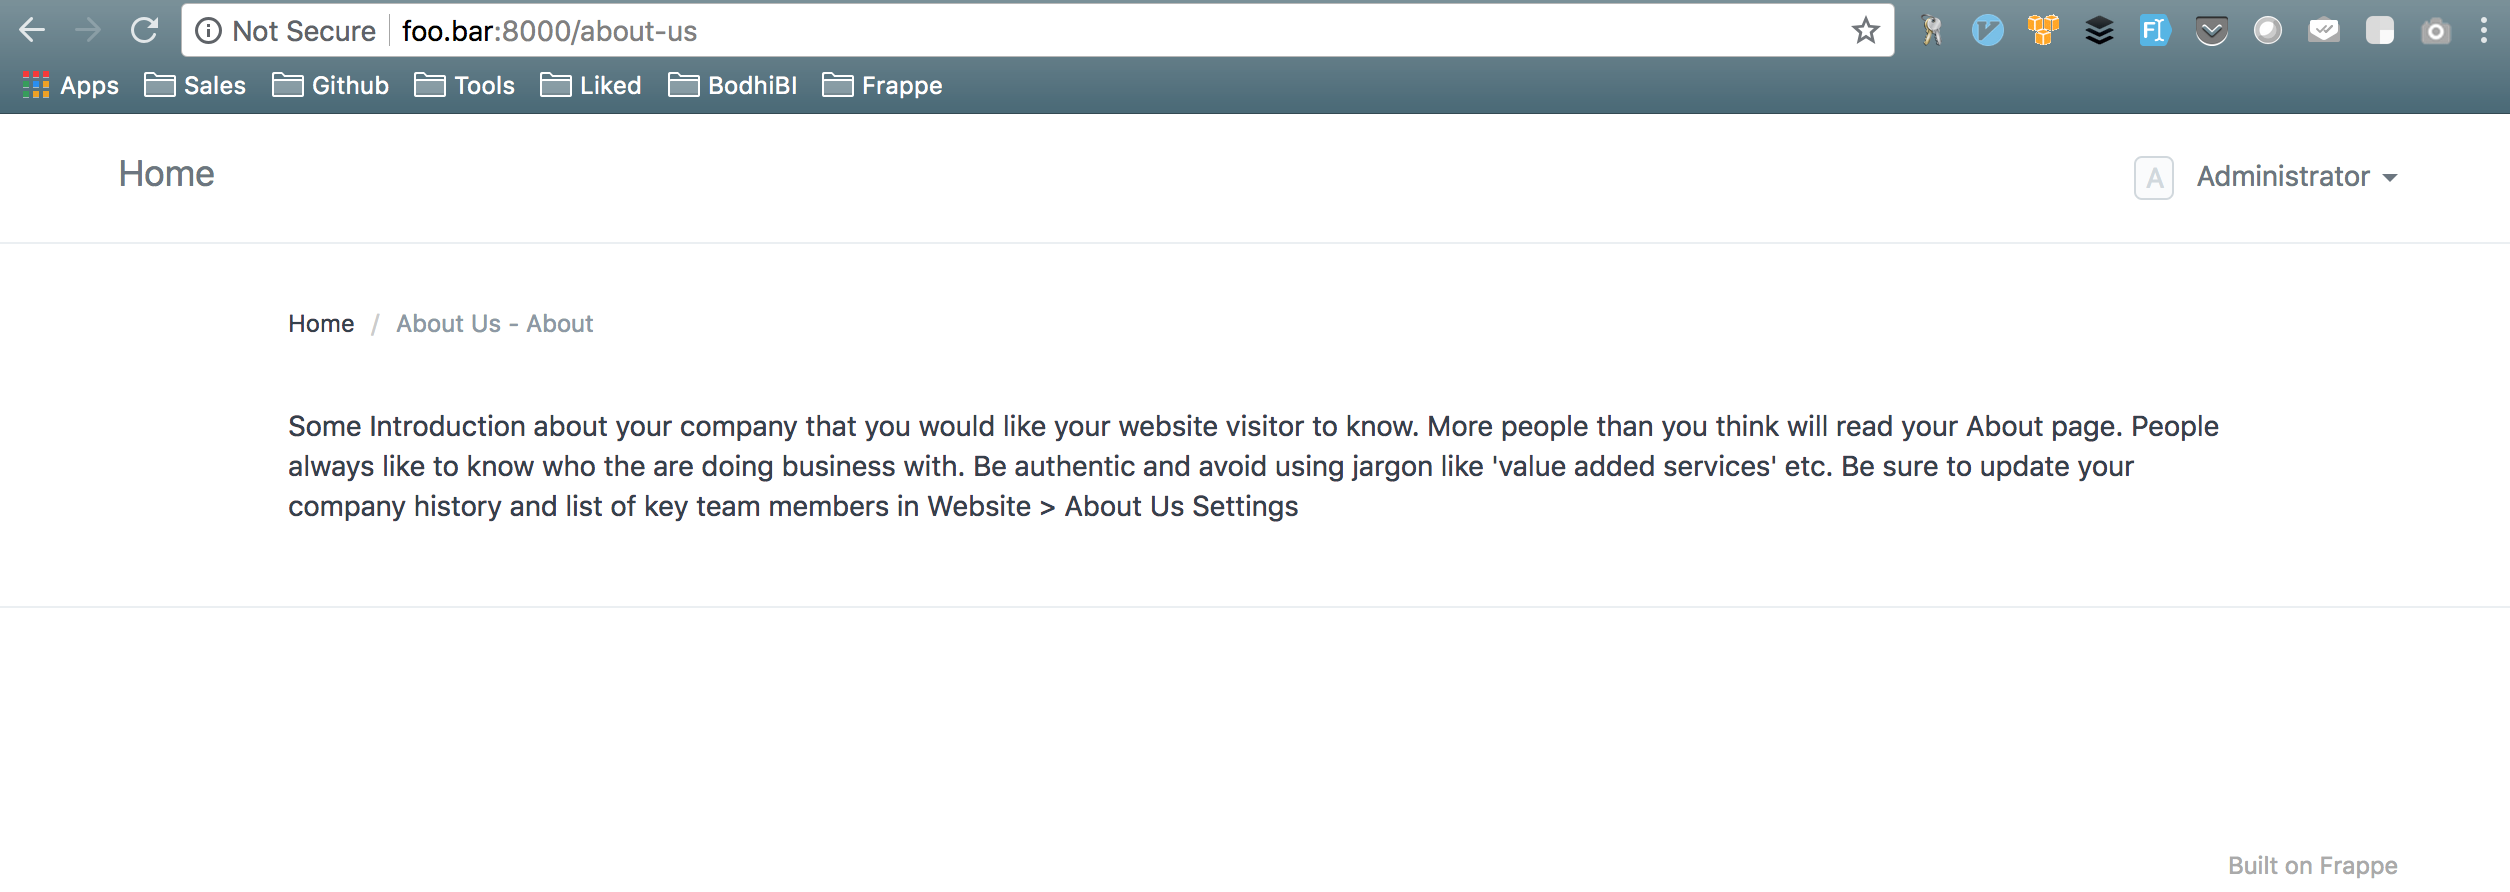 Not Secure foo.bar:8000/about-us
Apps Sales Github Tools Liked BodhiBI Frappe
Home A Administrator
Home / About Us - About
Some Introduction about your company that you would like your website visitor to know. More people than you think will read your About page. People
always like to know who the are doing business with. Be authentic and avoid using jargon like 'value added services' etc. Be sure to update your
company history and list of key team members in Website > About Us Settings
Built on Frappe